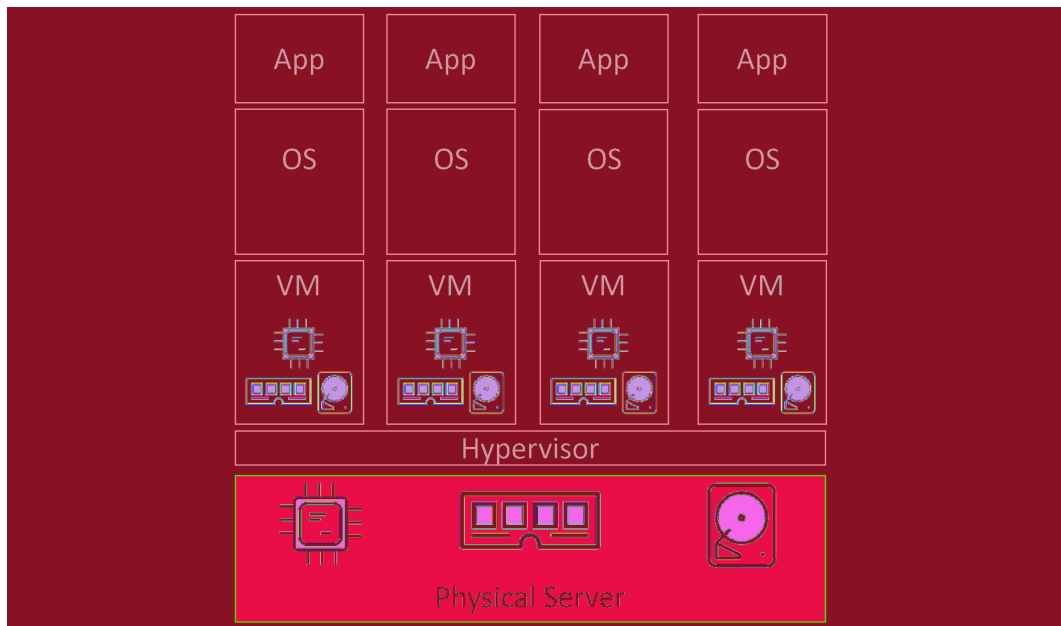 App App App App
OS OS OS OS
VM VM VM VM
Hypervisor
Physical Server